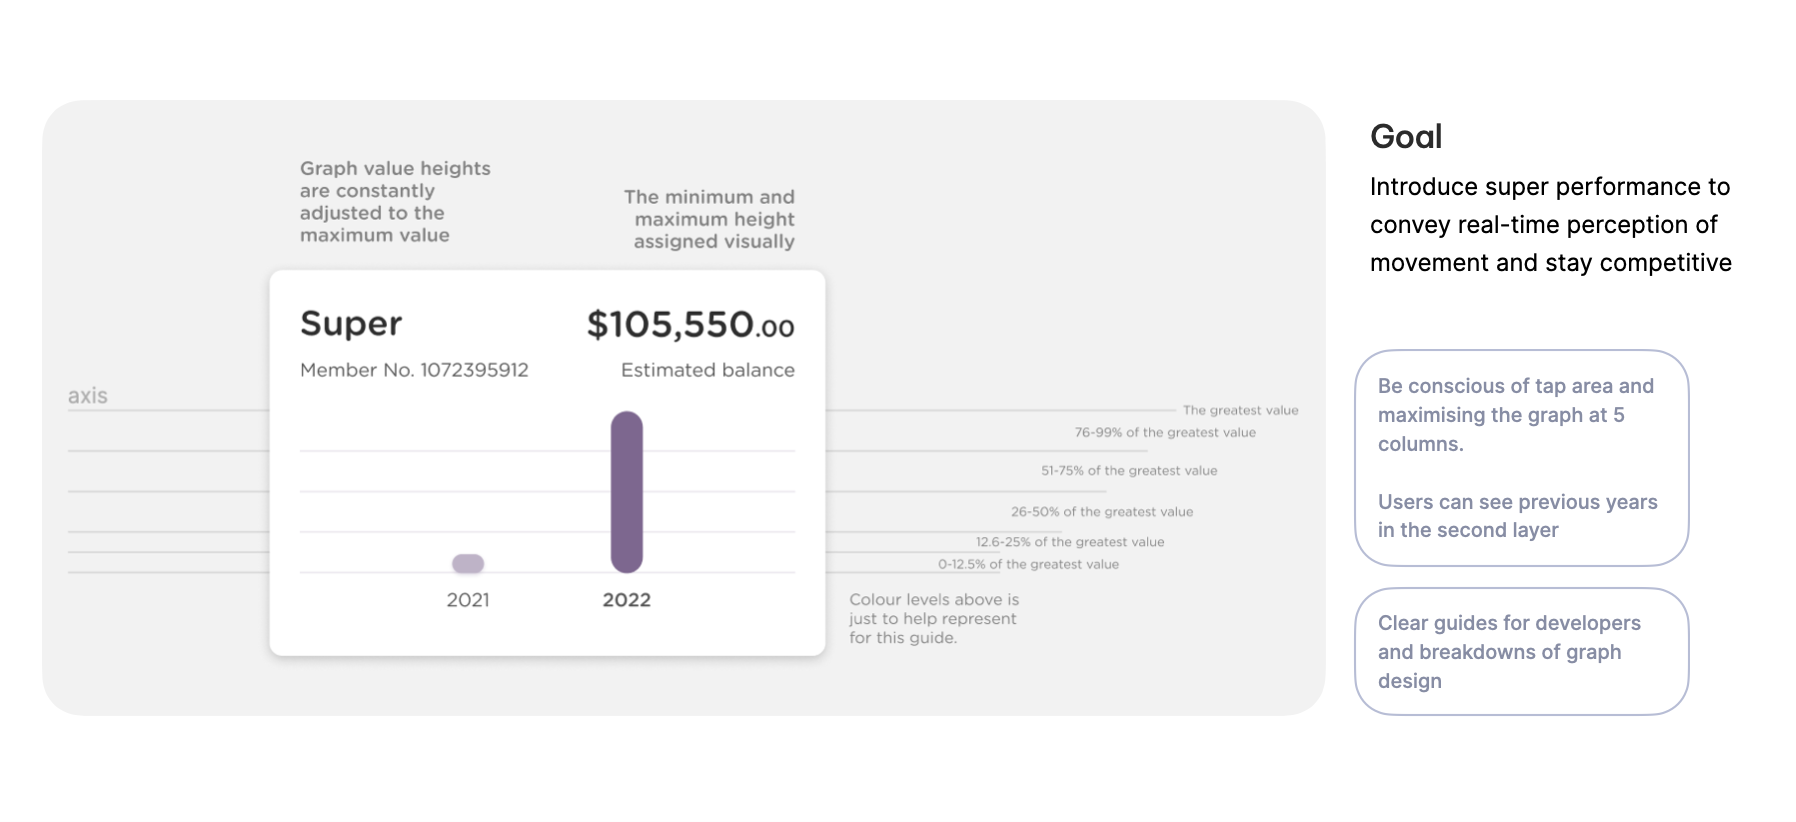 Graph value heights
are constantly
adjusted to the
maximum value
The minimum and
maximum height
assigned visually
Super
$105,550.00
Member No. 1072395912
Estimated balance
axis
The greatest value
76-99% of the greatest value
51-75% of the greatest value
26-50% of the greatest value
12.6-25% of the greatest value
0-12.5% of the greatest value
2021
2022
Colour levels above is
just to help represent
for this guide.
Goal
Introduce super performance to
convey real-time perception of
movement and stay competitive
Be conscious of tap area and
maximising the graph at 5
columns.
Users can see previous years
in the second layer
Clear guides for developers
and breakdowns of graph
design